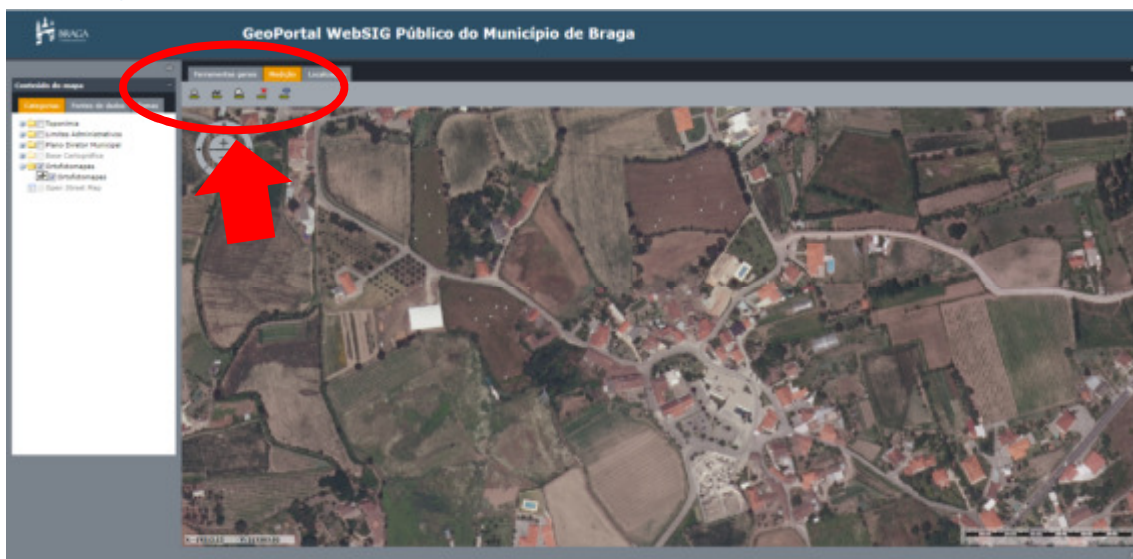 BRAGA
GeoPortal WebSIG Público do Município de Braga
Ferramentas gerais Medição
Conteúdo do mapa
Categorias Fontes de dados
Toponímia
Limites Administrativos
Plano Diretor Municipal
Base Cartográfica
Ortofotomapas
Ortofotomapas
Open Street Map